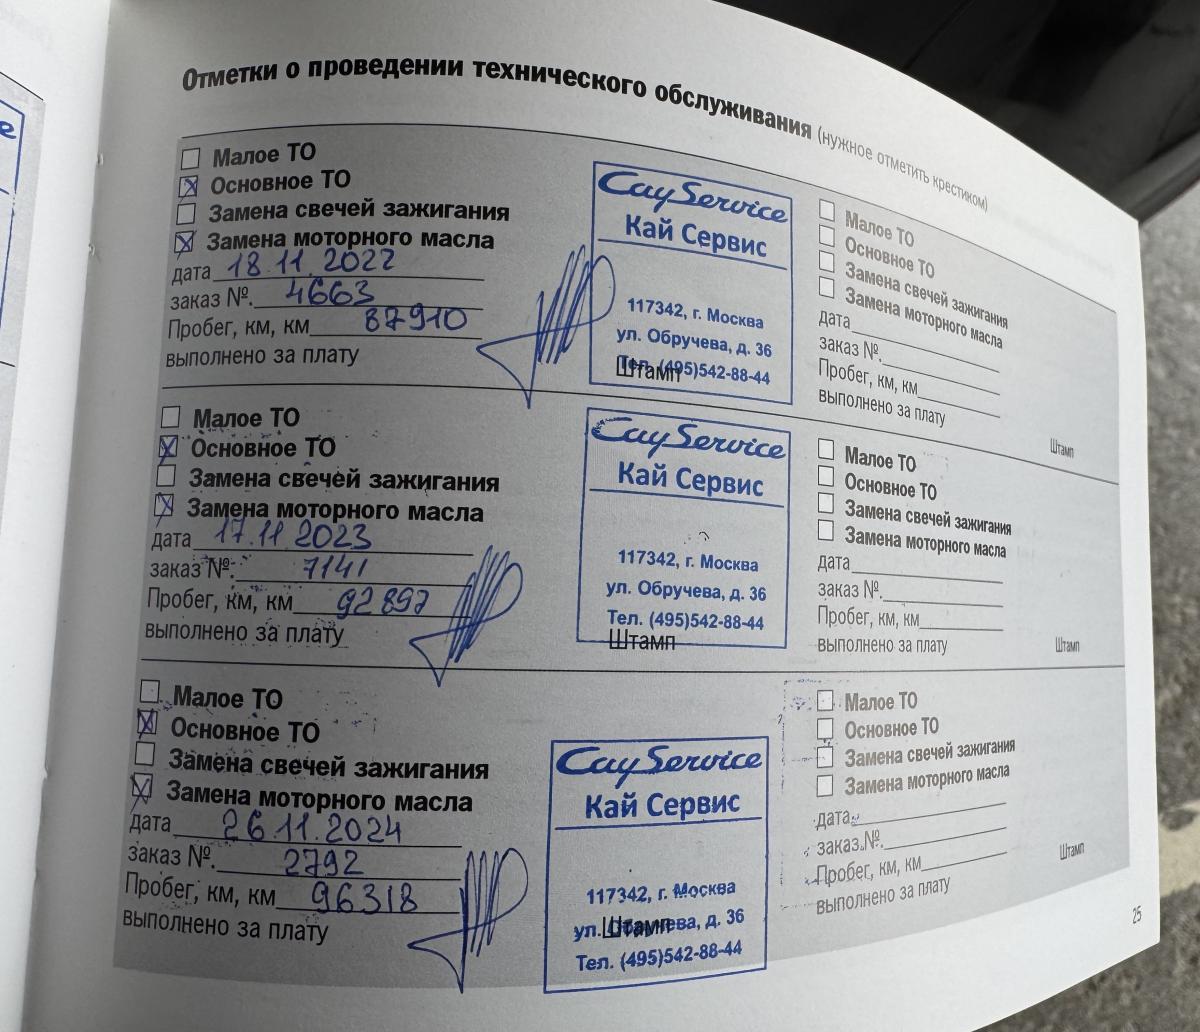 Отметки о проведении технического обслуживания (нужное отметить крестиком)
Малое ТО
Основное ТО
Замена свечей зажигания
Замена моторного масла
дата 18.11.2022
заказ №. 4663
Пробег, км, км 87910
выполнено за плату
Cay Service
Кай Сервис
117342, г. Москва
ул. Обручева, д. 36
Тел. (495)542-88-44
Штамп
Малое ТО
Основное ТО
Замена свечей зажигания
Замена моторного масла
дата
заказ №.
Пробег, км, км
выполнено за плату
Штамп
Малое ТО
Основное ТО
Замена свечей зажигания
Замена моторного масла
дата 17.11 2023
заказ №. 7141
Пробег, км, км 92897
выполнено за плату
Cay Service
Кай Сервис
117342, г. Москва
ул. Обручева, д. 36
Тел. (495)542-88-44
Штамп
Малое ТО
Основное ТО
Замена свечей зажигания
Замена моторного масла
дата
заказ №.
Пробег, км, км
выполнено за плату
Штамп
Малое ТО
Основное ТО
Замена свечей зажигания
Замена моторного масла
дата 26.11.2024
заказ №. 2792
Пробег, км, км 96318
выполнено за плату
Cay Service
Кай Сервис
117342, г. Москва
ул. Обручева, д. 36
Тел. (495)542-88-44
Штамп
Малое ТО
Основное ТО
Замена свечей зажигания
Замена моторного масла
дата
заказ №.
Пробег, км, км
выполнено за плату
Штамп
25